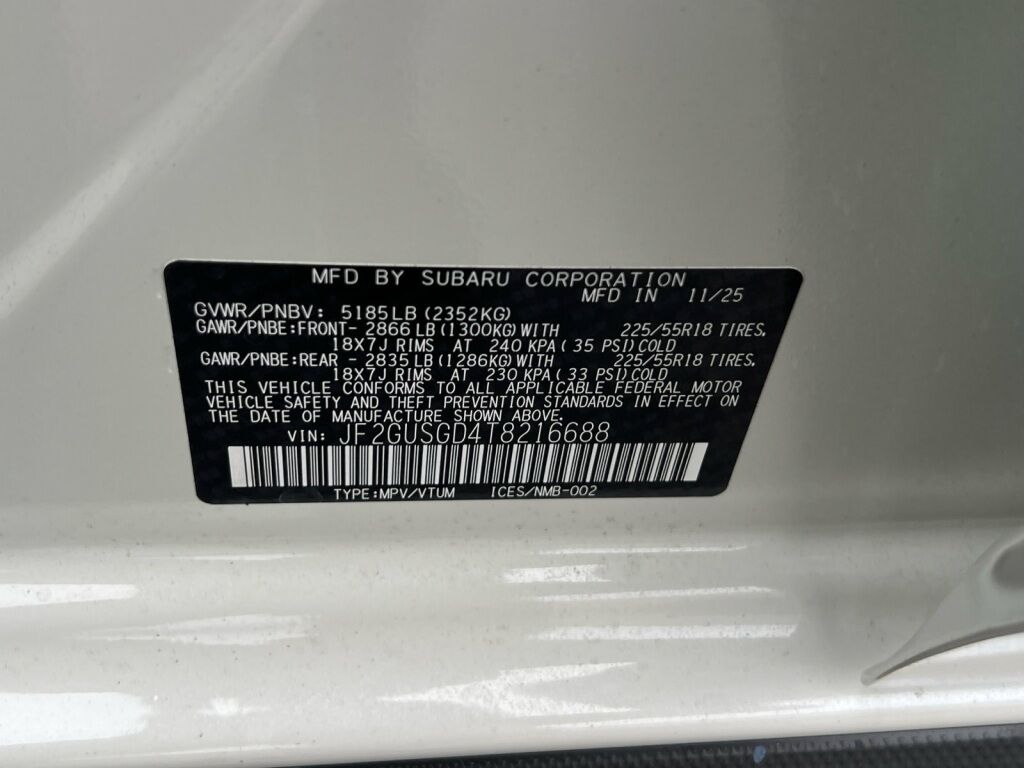 MFD BY SUBARU CORPORATION
MFD IN 11/25
GVWR/PNBV: 5185LB (2352KG)
GAWR/PNBE:FRONT- 2866 LB (1300KG) WITH 225/55R18 TIRES,
18X7J RIMS AT 240 KPA( 35 PSI)COLD
GAWR/PNBE:REAR - 2835 LB (1286KG) WITH 225/55R18 TIRES,
18X7J RIMS AT 230 KPA( 33 PSI)COLD
THIS VEHICLE CONFORMS TO ALL APPLICABLE FEDERAL MOTOR
VEHICLE SAFETY AND THEFT PREVENTION STANDARDS IN EFFECT ON
THE DATE OF MANUFACTURE SHOWN ABOVE.
VIN: JF2GUSGD4T8216688
TYPE:MPV/VTUM ICES/NMB-002